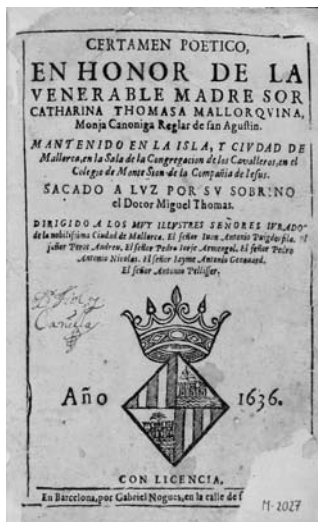 CERTAMEN POETICO,
EN HONOR DE LA
VENERABLE MADRE SOR
CATHARINA THOMASA MALLORQVINA,
Monja Canoniga Reglar de san Agustin.
MANTENIDO EN LA ISLA, Y CIVDAD DE
Mallorca, en la Sala de la Congregacion de los Cavalleros, en el
Colegio de Monte Sion de la Compañia de Iesus.
SACADO A LVZ POR SV SOBRINO
el Dotor Miguel Thomas.
DIRIGIDO A LOS MVY ILLVSTRES SEÑORES IVRADO
de la nobilissima Ciudad de Mallorca. El señor Iuan Antonio Puigdorfila. El
señor Perot Andreu. El señor Pedro Iorge Armengol. El señor Pedro
Antonio Nicolas. El señor Iayme Antonio
El señor Antonio Pellisser.
Año 1636.
CON LICENCIA,
En Barcelona, por Gabriel Nogues, en la calle de
M-2027